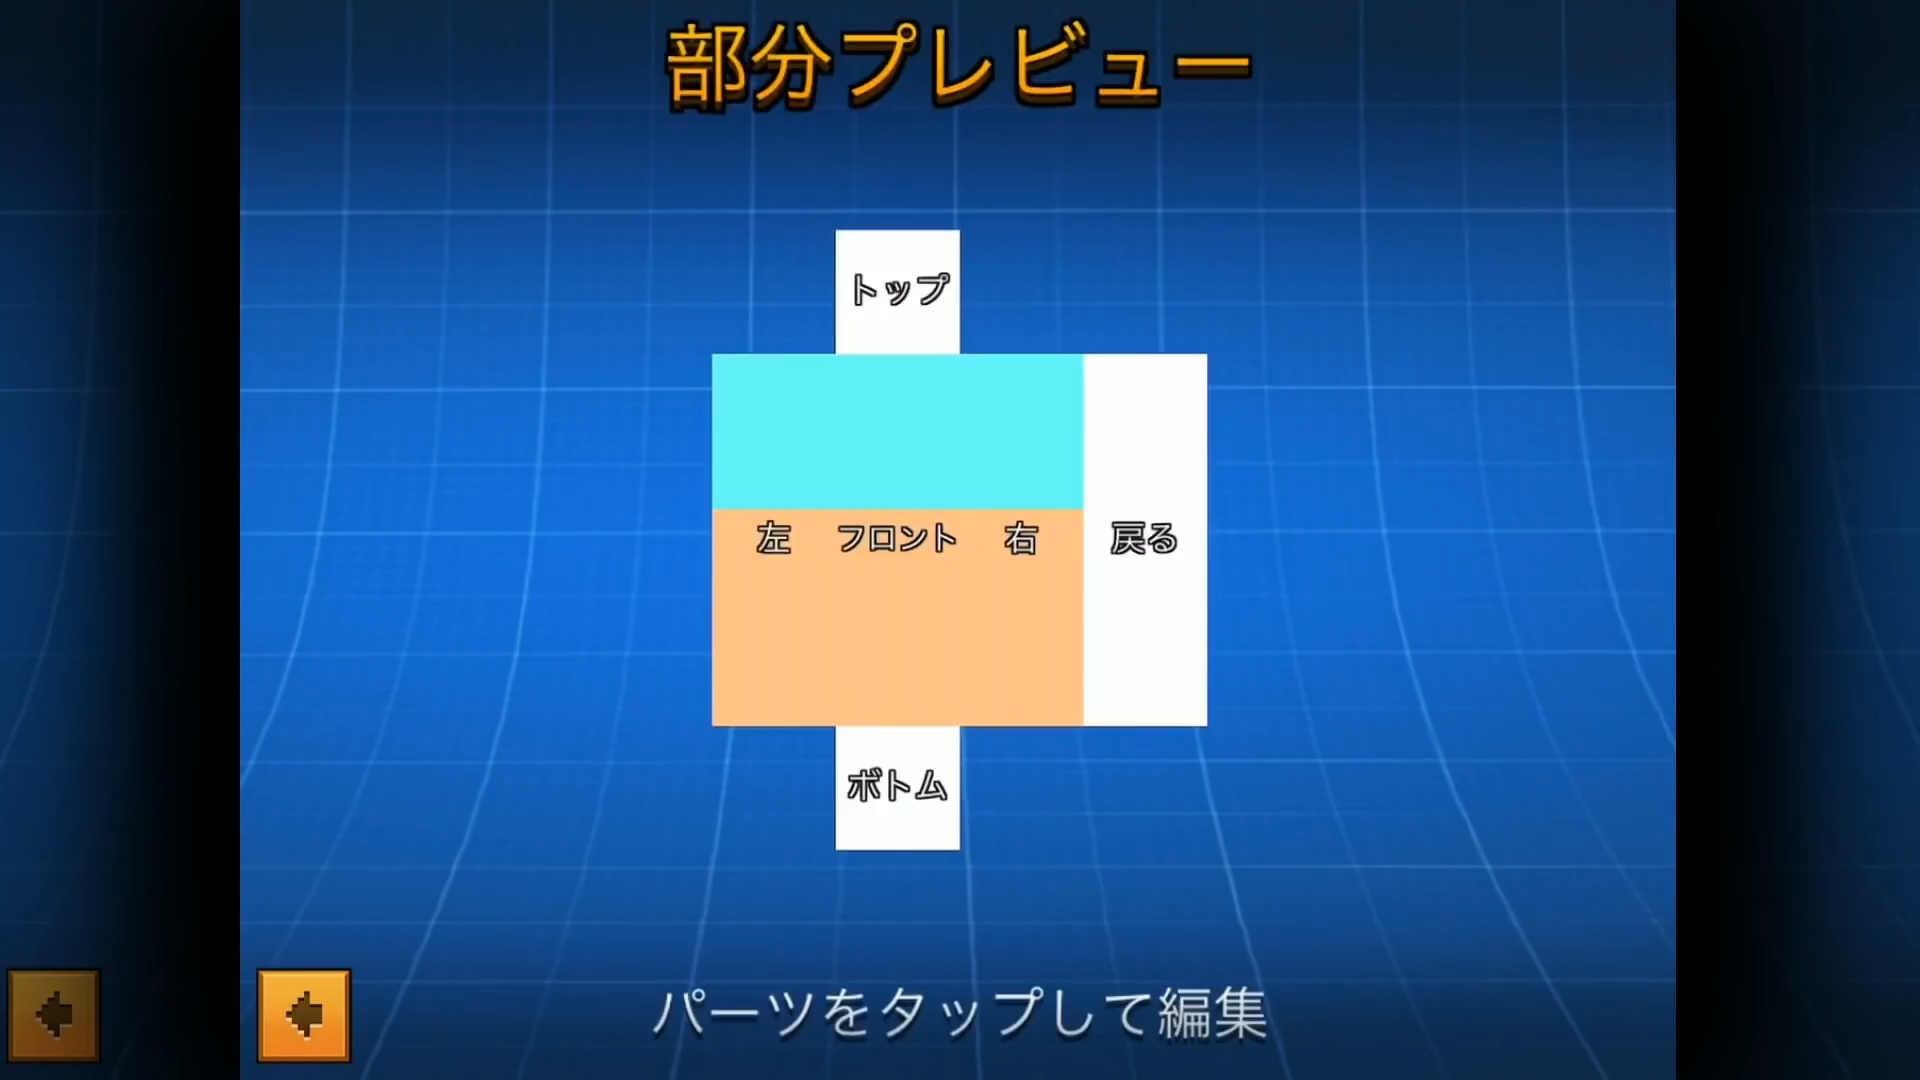 部分プレビュー
トップ
左 フロント 右 戻る
ボトム
パーツをタップして編集